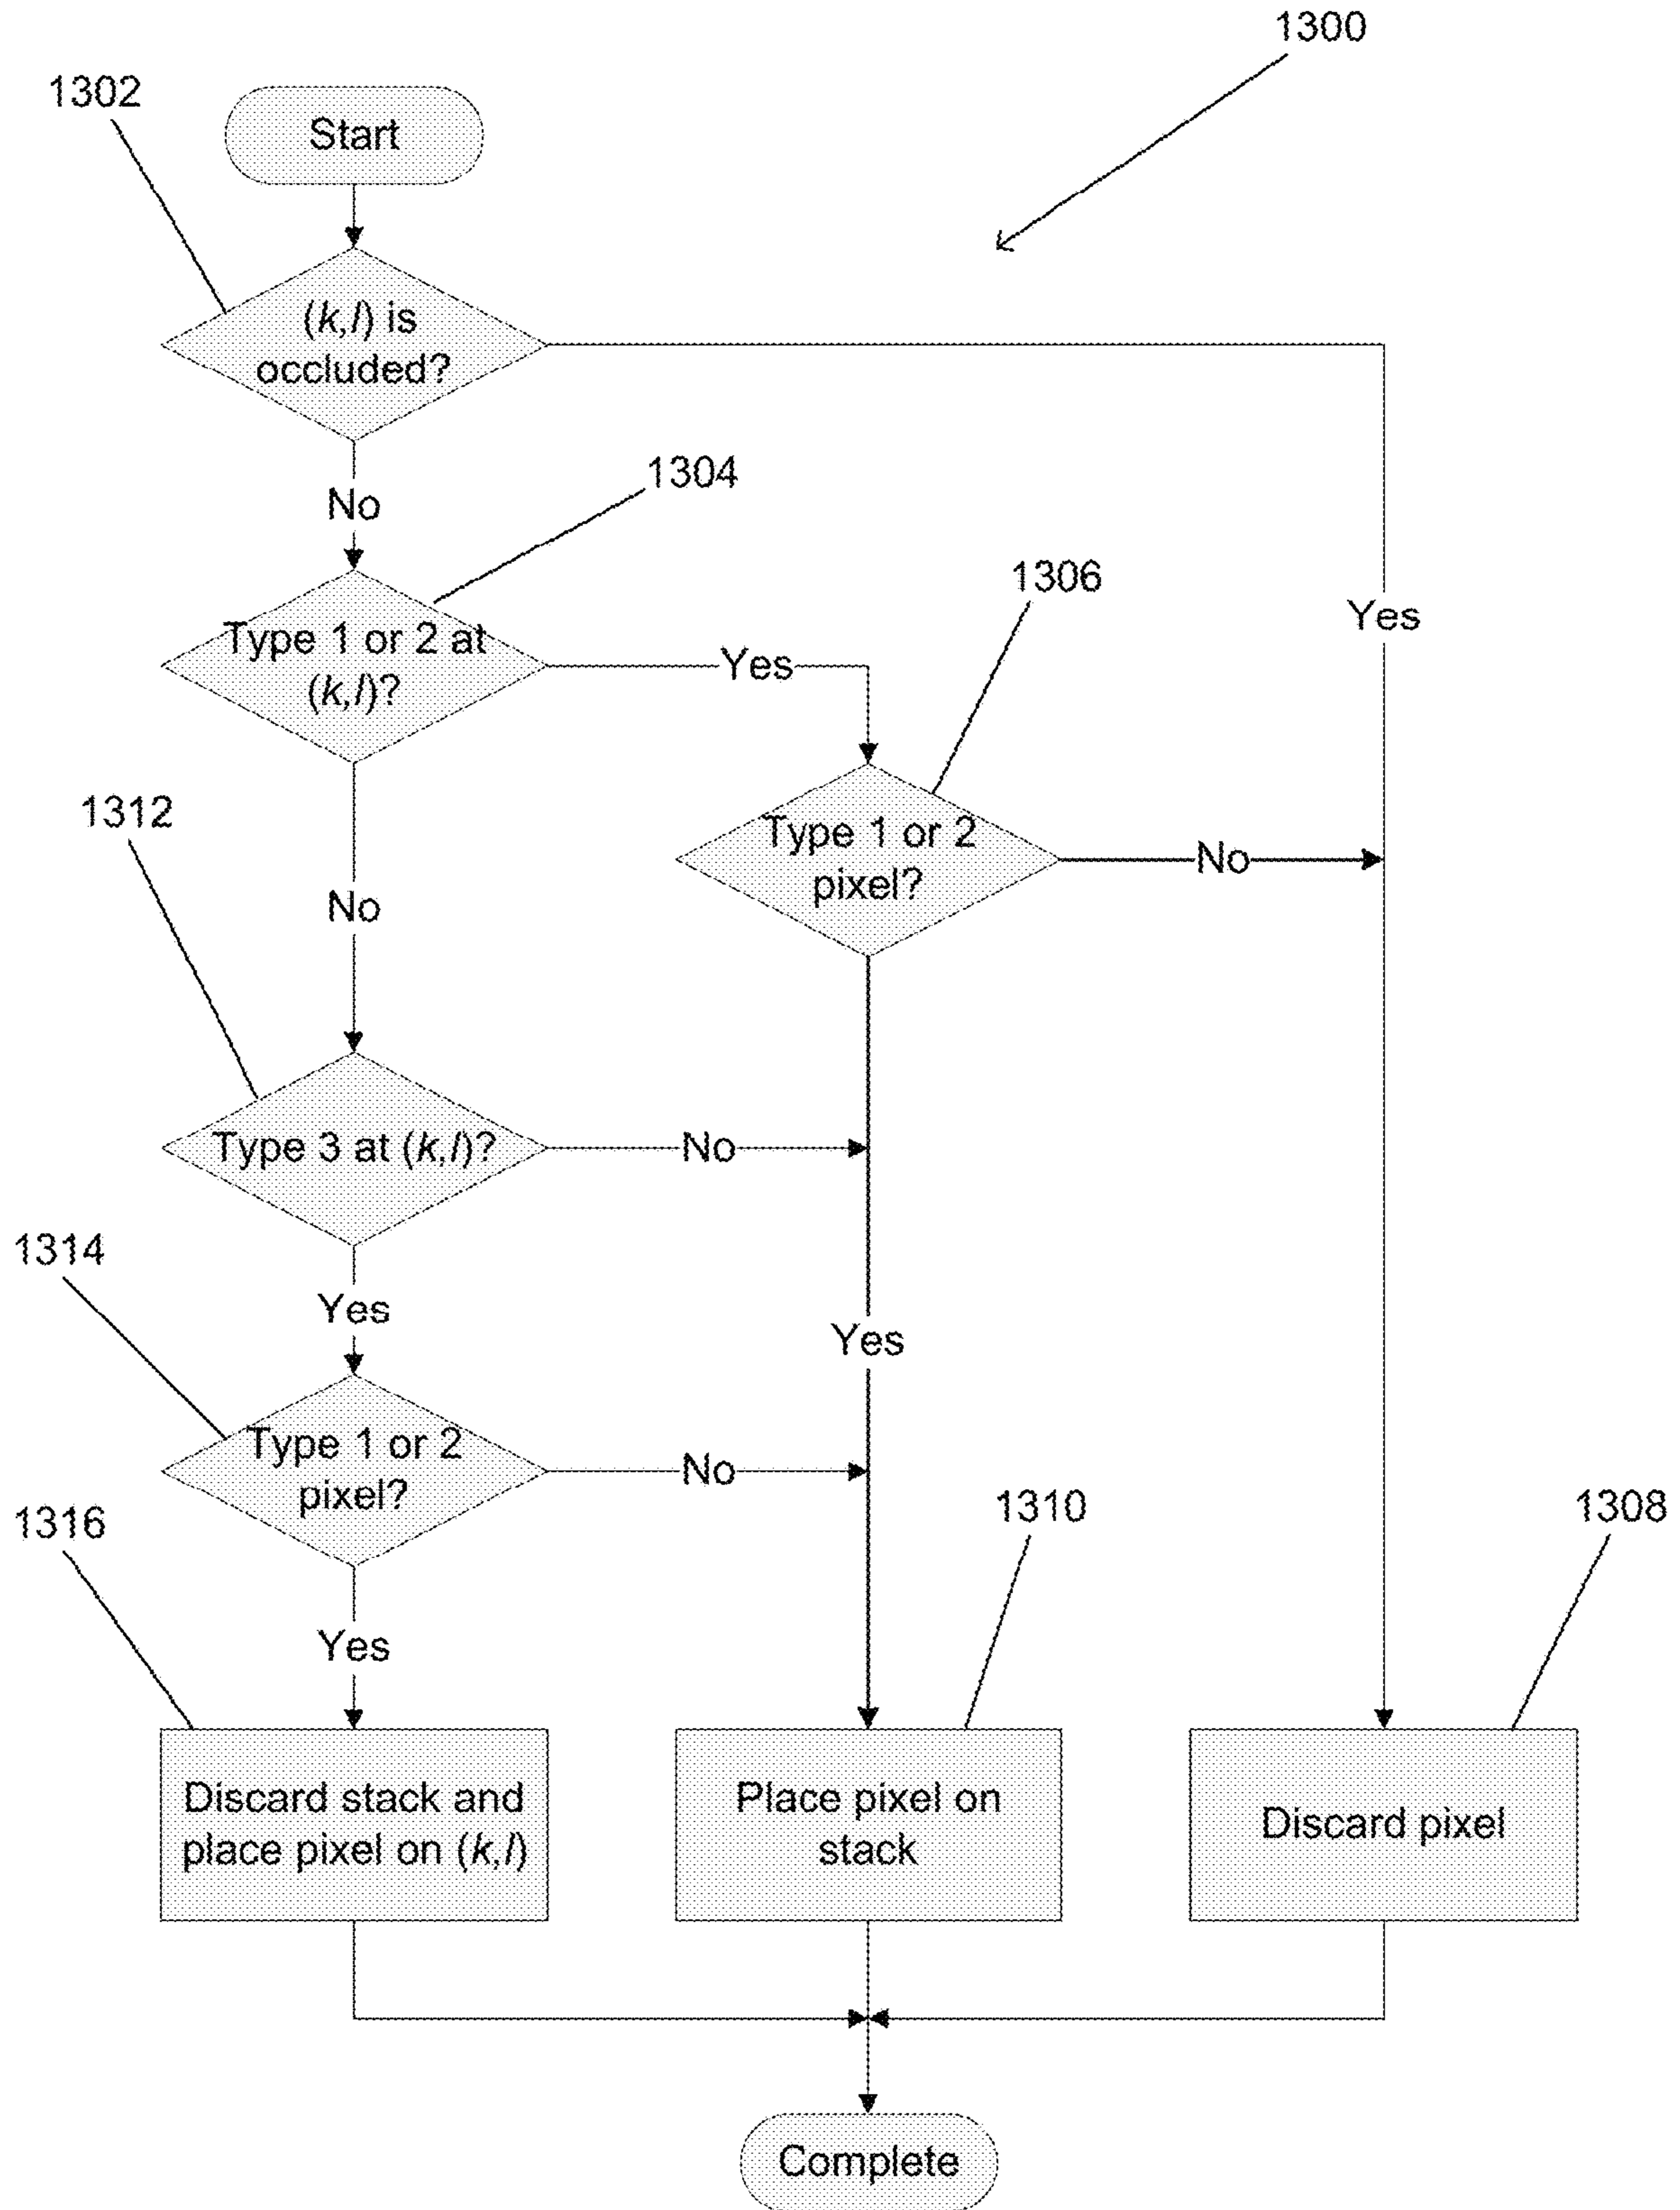 1300
1302
Start
(k,l) is
occluded?
No
1304
Type 1 or 2 at
(k,l)?
Yes
1306
Yes
Type 1 or 2
pixel?
No
1312
No
Type 3 at (k,l)?
No
1314
Yes
Yes
Type 1 or 2
pixel?
No
1316
1310
1308
Yes
Discard stack and
place pixel on (k,l)
Place pixel on
stack
Discard pixel
Complete